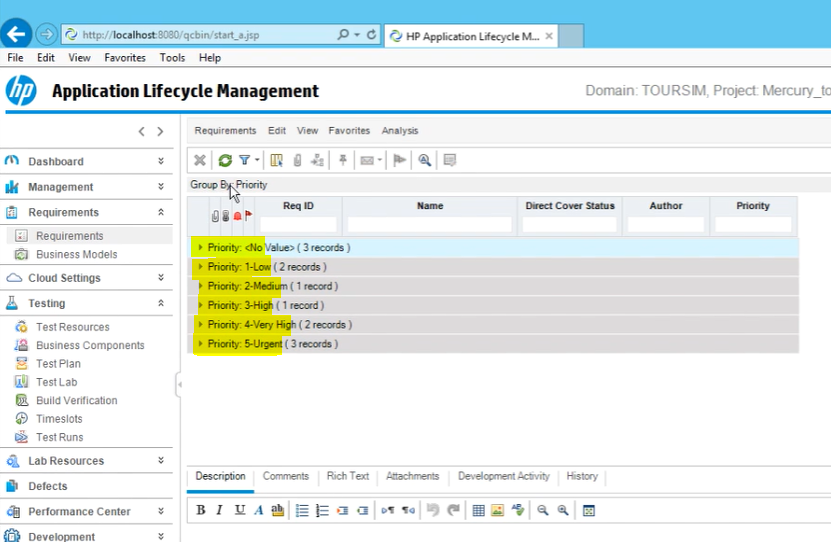 http://localhost:8080/qcbin/start_a.jsp
HP Application Lifecycle M...
File Edit View Favorites Tools Help
hp Application Lifecycle Management
Domain: TOURSIM, Project: Mercury_to
Requirements Edit View Favorites Analysis
Group By: Priority
Req ID Name Direct Cover Status Author Priority
Priority: <No Value> ( 3 records )
Priority: 1-Low ( 2 records )
Priority: 2-Medium ( 1 record )
Priority: 3-High ( 1 record )
Priority: 4-Very High ( 2 records )
Priority: 5-Urgent ( 3 records )
Dashboard
Management
Requirements
Requirements
Business Models
Cloud Settings
Testing
Test Resources
Business Components
Test Plan
Test Lab
Build Verification
Timeslots
Test Runs
Lab Resources
Defects
Performance Center
Development
Description Comments Rich Text Attachments Development Activity History
B I U A ab